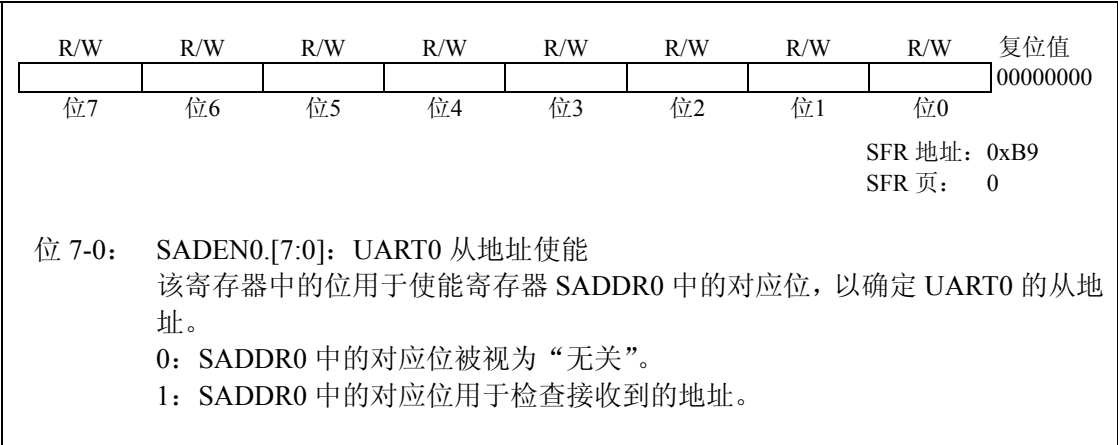 R/W R/W R/W R/W R/W R/W R/W R/W 复位值
00000000
位7 位6 位5 位4 位3 位2 位1 位0
SFR 地址：0xB9
SFR 页： 0
位 7-0： SADEN0.[7:0]：UART0 从地址使能
该寄存器中的位用于使能寄存器 SADDR0 中的对应位，以确定 UART0 的从地
址。
0：SADDR0 中的对应位被视为“无关”。
1：SADDR0 中的对应位用于检查接收到的地址。